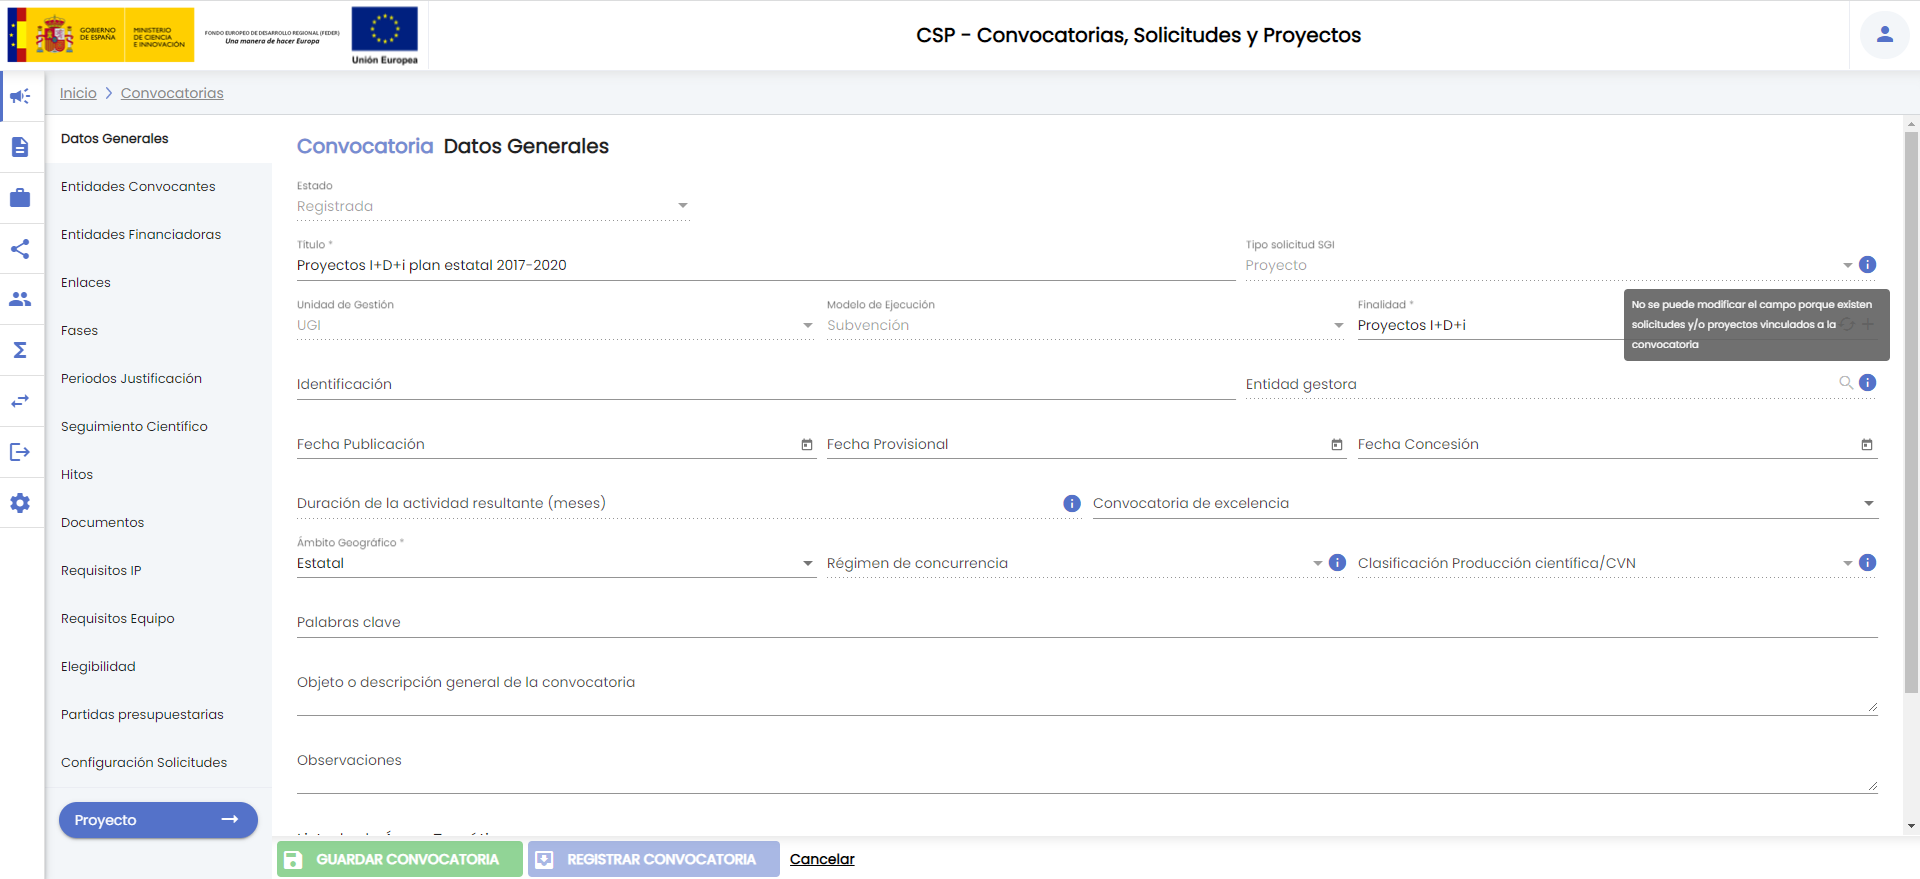 GOBIERNO
DE ESPAÑA
MINISTERIO
DE CIENCIA
E INNOVACIÓN
FONDO EUROPEO DE DESARROLLO REGIONAL (FEDER)
Una manera de hacer Europa
Unión Europea
CSP - Convocatorias, Solicitudes y Proyectos
Inicio > Convocatorias
Datos Generales
Entidades Convocantes
Entidades Financiadoras
Enlaces
Fases
Periodos Justificación
Seguimiento Científico
Hitos
Documentos
Requisitos IP
Requisitos Equipo
Elegibilidad
Partidas presupuestarias
Configuración Solicitudes
Proyecto
Convocatoria Datos Generales
Estado
Registrada
Título *
Proyectos I+D+i plan estatal 2017-2020
Tipo solicitud SGI
Proyecto
No se puede modificar el campo porque existen
solicitudes y/o proyectos vinculados a la
convocatoria
Unidad de Gestión
UGI
Modelo de Ejecución
Subvención
Finalidad *
Proyectos I+D+i
Identificación
Entidad gestora
Fecha Publicación
Fecha Provisional
Fecha Concesión
Duración de la actividad resultante (meses)
Convocatoria de excelencia
Ámbito Geográfico *
Estatal
Régimen de concurrencia
Clasificación Producción científica/CVN
Palabras clave
Objeto o descripción general de la convocatoria
Observaciones
GUARDAR CONVOCATORIA
REGISTRAR CONVOCATORIA
Cancelar